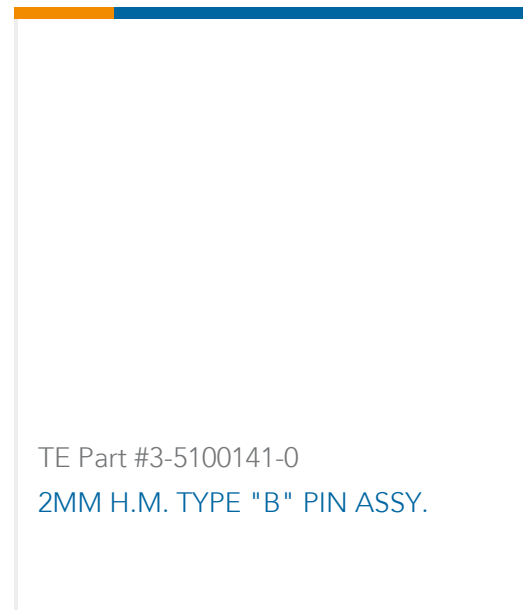 TE Part #3-5100141-0
2MM H.M. TYPE "B" PIN ASSY.